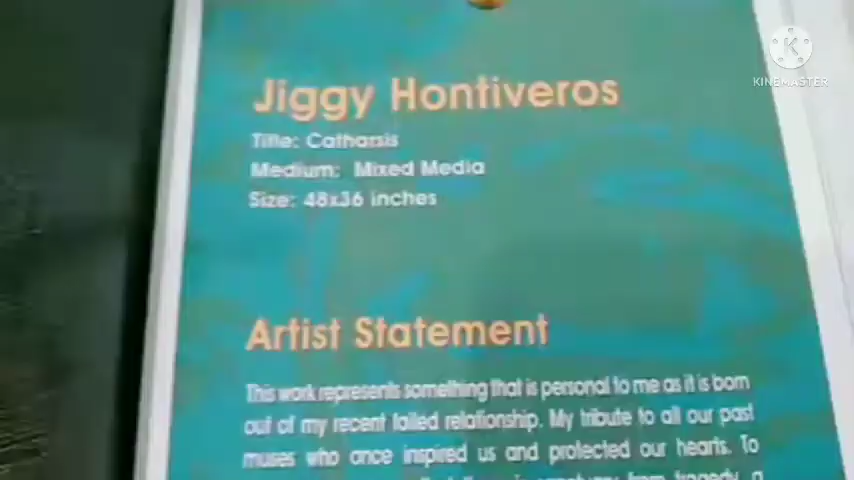 KINEMASTER
Jiggy Hontiveros
Title: Catharsis
Medium: Mixed Media
Size: 48x36 inches
Artist Statement
This work represents something that is personal to me as it is born
out of my recent failed relationship. My tribute to all our past
muses who once inspired us and protected our hearts. To
from tragedy, a